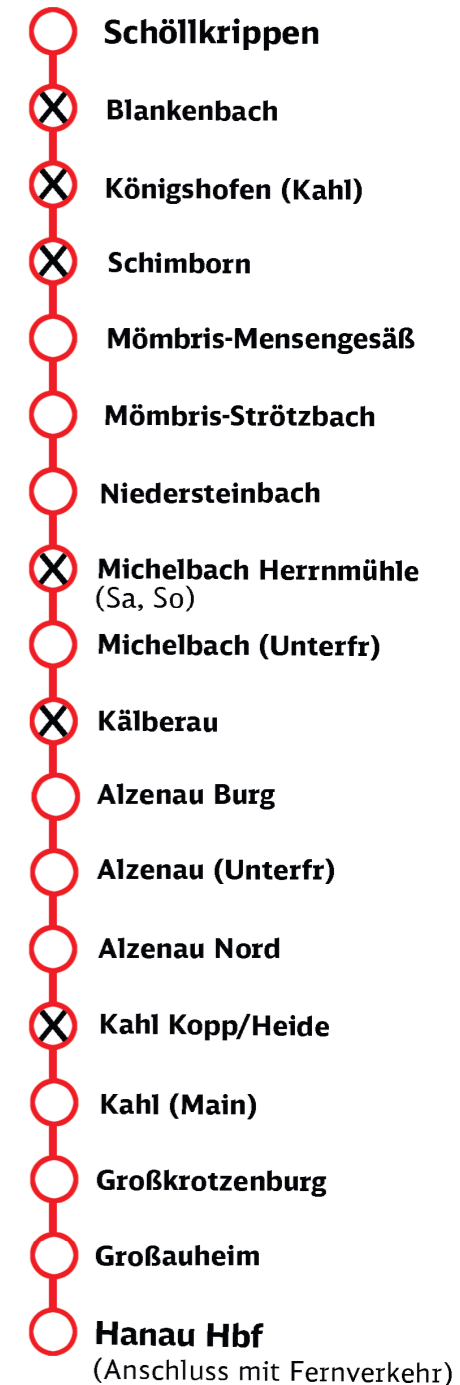 Schöllkrippen
X Blankenbach
X Königshofen (Kahl)
X Schimborn
Mömbris-Mensengesäß
Mömbris-Strötzbach
Niedersteinbach
X Michelbach Herrnmühle
(Sa, So)
Michelbach (Unterfr)
X Kälberau
Alzenau Burg
Alzenau (Unterfr)
Alzenau Nord
X Kahl Kopp/Heide
Kahl (Main)
Großkrotzenburg
Großauheim
Hanau Hbf
(Anschluss mit Fernverkehr)